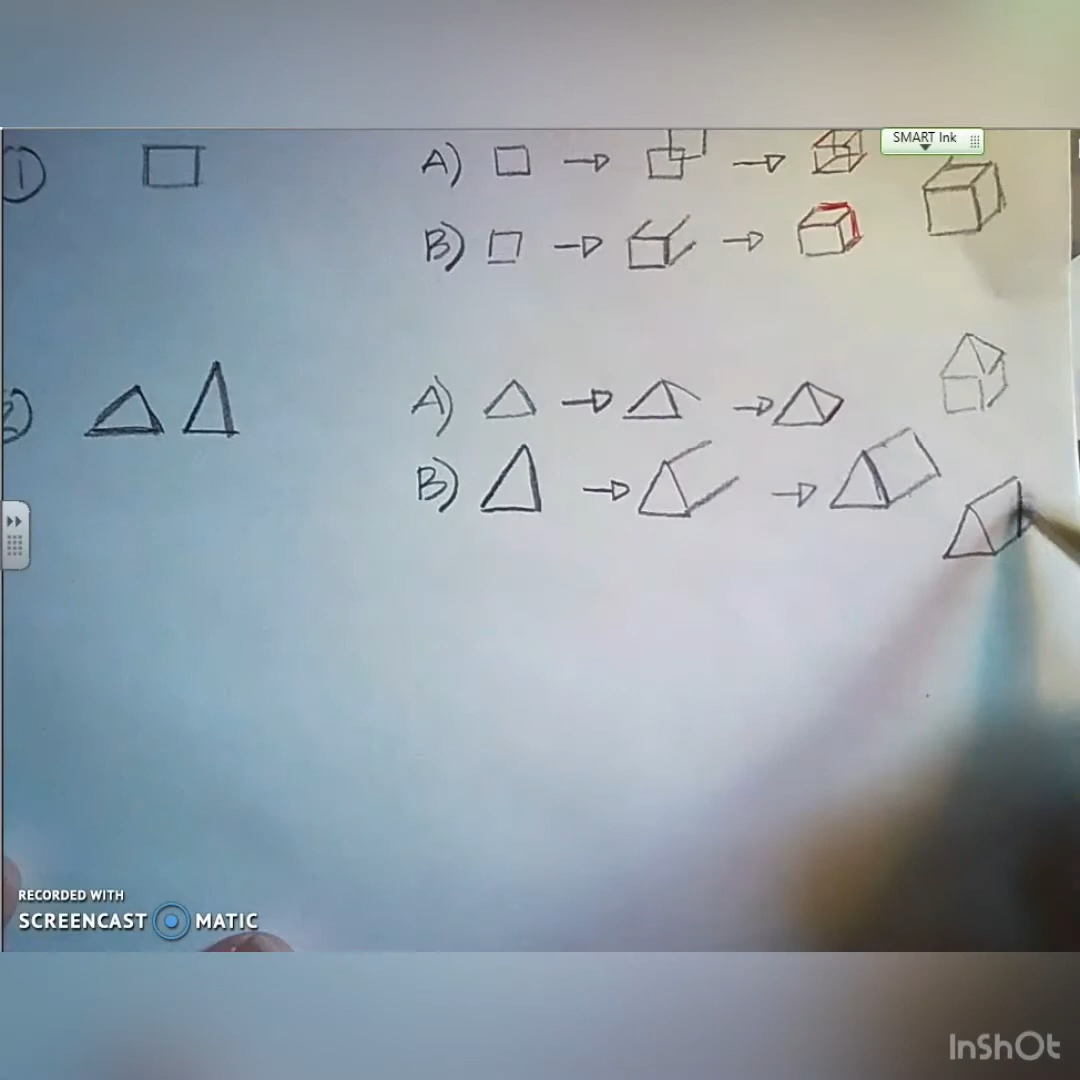 SMART Ink
1
A)
B)
2
A)
B)
RECORDED WITH
SCREENCAST MATIC
InShOt